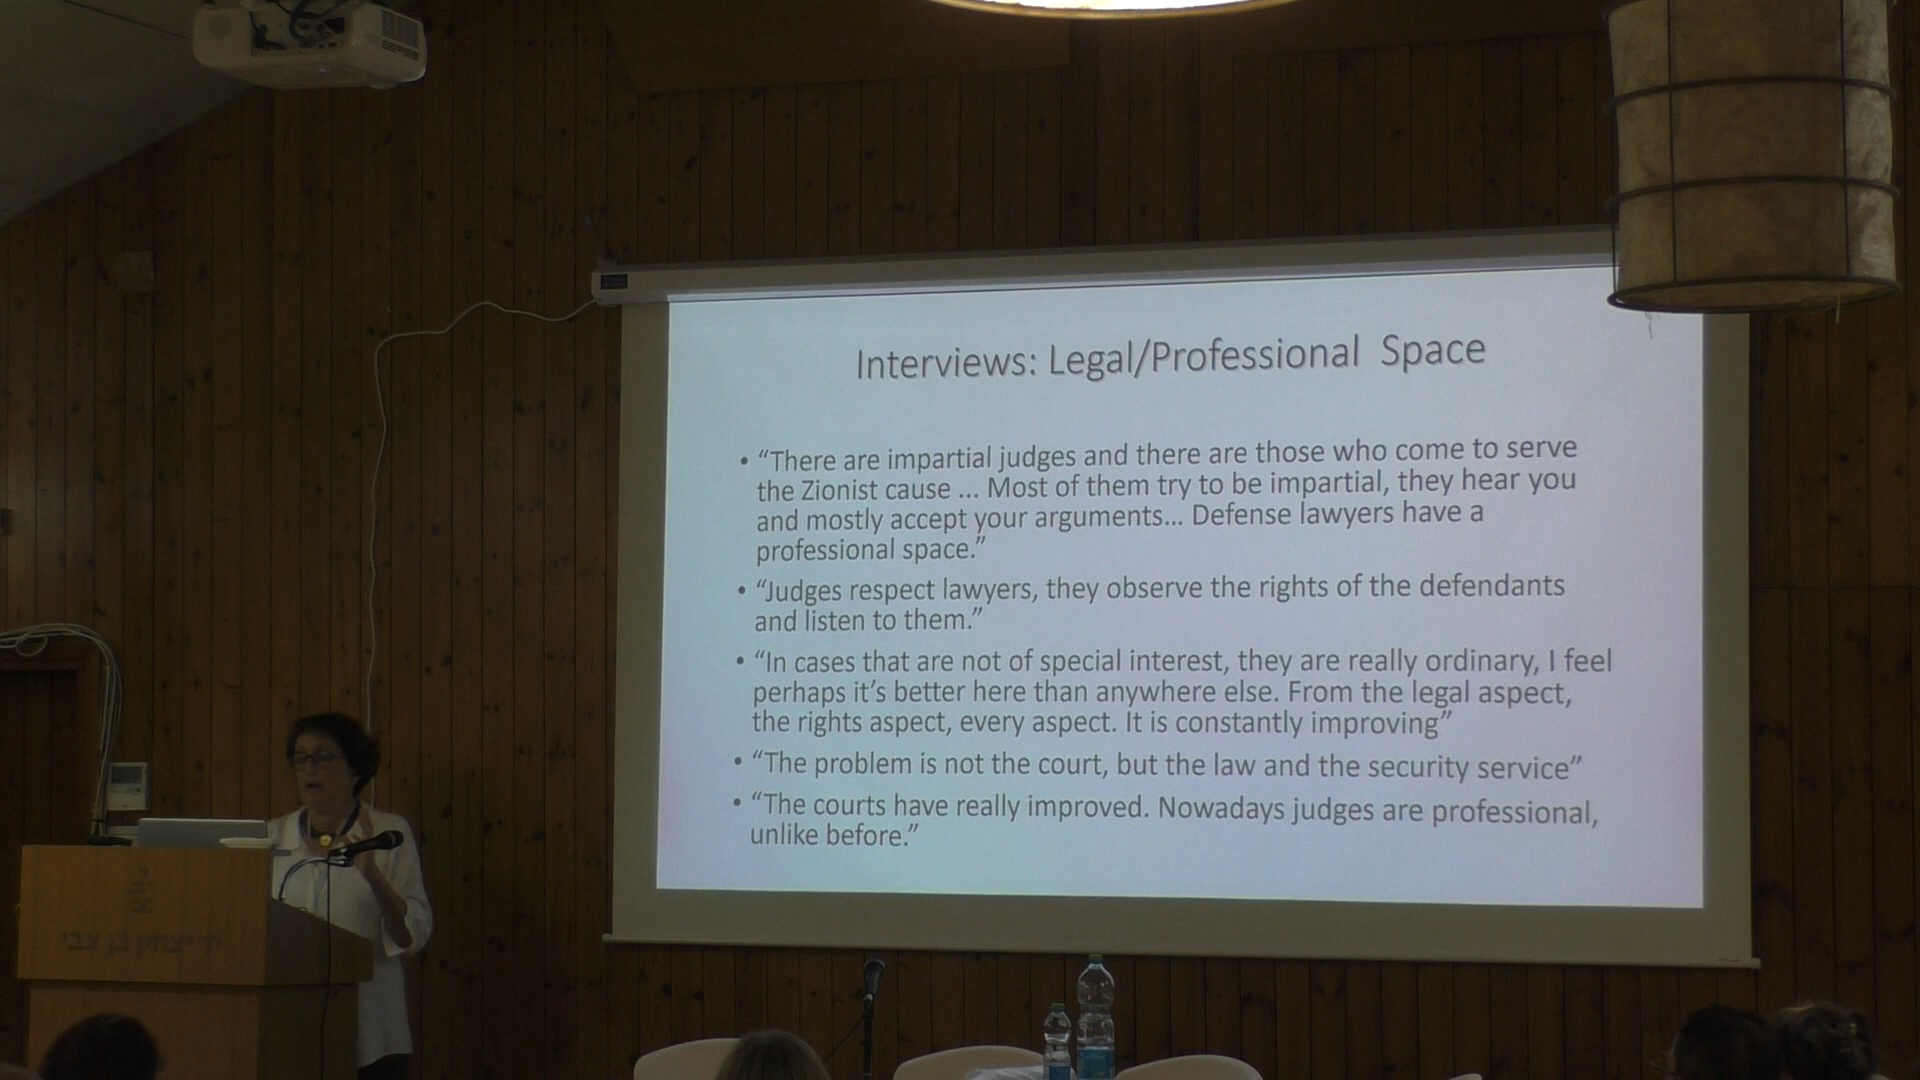 Interviews: Legal/Professional Space
• “There are impartial judges and there are those who come to serve
the Zionist cause ... Most of them try to be impartial, they hear you
and mostly accept your arguments... Defense lawyers have a
professional space.”
• “Judges respect lawyers, they observe the rights of the defendants
and listen to them.”
• “In cases that are not of special interest, they are really ordinary, I feel
perhaps it’s better here than anywhere else. From the legal aspect,
the rights aspect, every aspect. It is constantly improving”
• “The problem is not the court, but the law and the security service”
• “The courts have really improved. Nowadays judges are professional,
unlike before.”
יד יצחק בן צבי